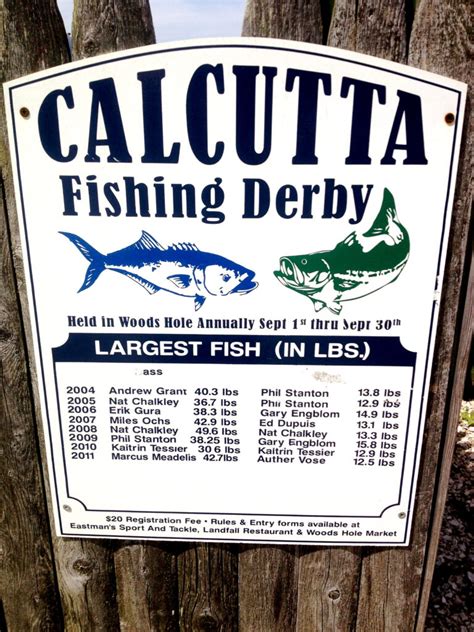 CALCUTTA
Fishing Derby
Held in Woods Hole Annually Sept 1st thru Sepr 30th
LARGEST FISH (IN LBS.)
ass
2004 Andrew Grant 40.3 lbs Phil Stanton 13.8 lbs
2005 Nat Chalkley 36.7 lbs Phil Stanton 12.9 lbs
2006 Erik Gura 38.3 lbs Gary Engblom 14.9 lbs
2007 Miles Ochs 42.9 lbs Ed Dupuis 13.1 lbs
2008 Nat Chalkley 49.6 lbs Nat Chalkley 13.3 lbs
2009 Phil Stanton 38.25 lbs Gary Engblom 15.8 lbs
2010 Kaitrin Tessier 30 6 lbs Kaitrin Tessier 12.9 lbs
2011 Marcus Meadelis 42.7lbs Auther Vose 12.5 lbs
$20 Registration Fee • Rules & Entry forms available at
Eastman's Sport And Tackle, Landfall Restaurant & Woods Hole Market